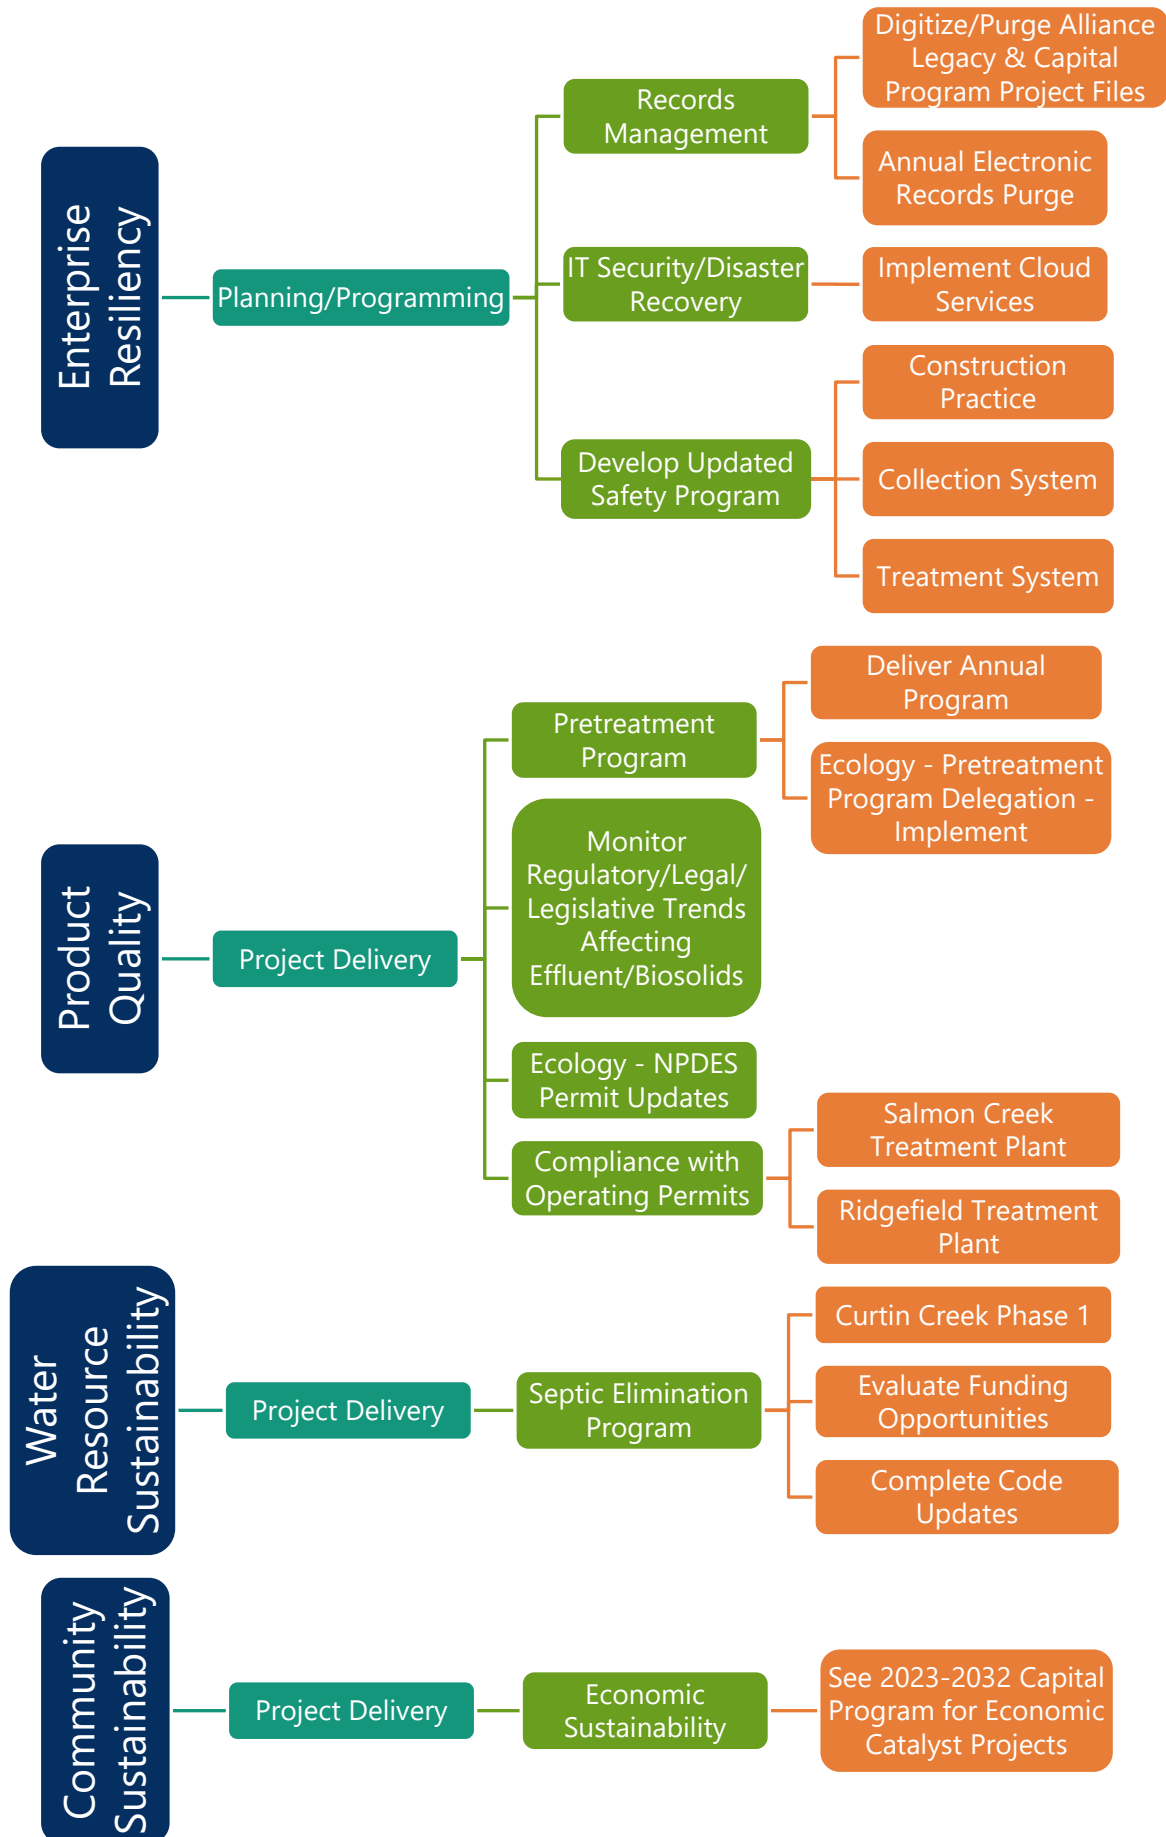 Enterprise
Resiliency
Planning/Programming
Records
Management
Digitize/Purge Alliance
Legacy & Capital
Program Project Files
Annual Electronic
Records Purge
IT Security/Disaster
Recovery
Implement Cloud
Services
Develop Updated
Safety Program
Construction
Practice
Collection System
Treatment System
Product
Quality
Project Delivery
Pretreatment
Program
Deliver Annual
Program
Ecology - Pretreatment
Program Delegation -
Implement
Monitor
Regulatory/Legal/
Legislative Trends
Affecting
Effluent/Biosolids
Ecology - NPDES
Permit Updates
Compliance with
Operating Permits
Salmon Creek
Treatment Plant
Ridgefield Treatment
Plant
Water
Resource
Sustainability
Project Delivery
Septic Elimination
Program
Curtin Creek Phase 1
Evaluate Funding
Opportunities
Complete Code
Updates
Community
Sustainability
Project Delivery
Economic
Sustainability
See 2023-2032 Capital
Program for Economic
Catalyst Projects